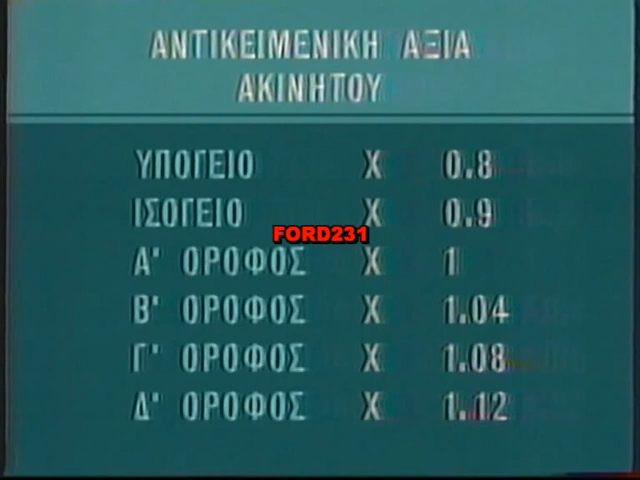 ΑΝΤΙΚΕΙΜΕΝΙΚΗ ΑΞΙΑ
ΑΚΙΝΗΤΟΥ
ΥΠΟΓΕΙΟ Χ 0.8
ΙΣΟΓΕΙΟ Χ 0.9
FORD231
Α' ΟΡΟΦΟΣ Χ 1
Β' ΟΡΟΦΟΣ Χ 1.04
Γ' ΟΡΟΦΟΣ Χ 1.08
Δ' ΟΡΟΦΟΣ Χ 1.12